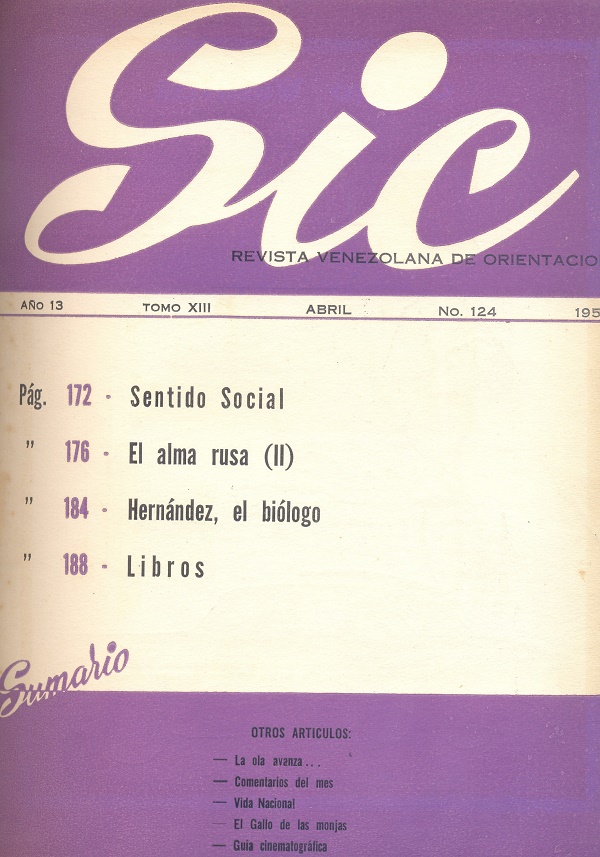 Sic
REVISTA VENEZOLANA DE ORIENTACIO
AÑO 13 TOMO XIII ABRIL No. 124 195
Pág. 172 - Sentido Social
" 176 - El alma rusa (II)
" 184 - Hernández, el biólogo
" 188 - Libros
Sumario
OTROS ARTICULOS:
— La ola avanza...
— Comentarios del mes
— Vida Nacional
— El Gallo de las monjas
— Guía cinematográfica